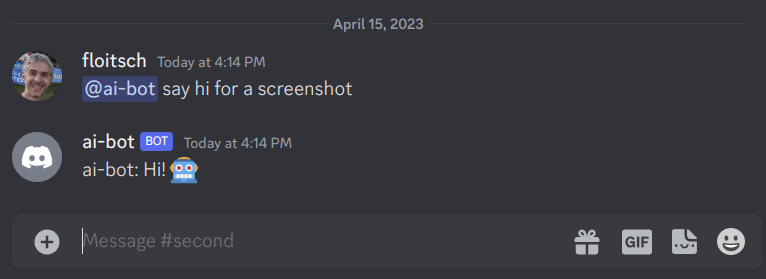 April 15, 2023
floitsch Today at 4:14 PM
@ai-bot say hi for a screenshot
ai-bot BOT Today at 4:14 PM
ai-bot: Hi! 🤖
Message #second
GIF